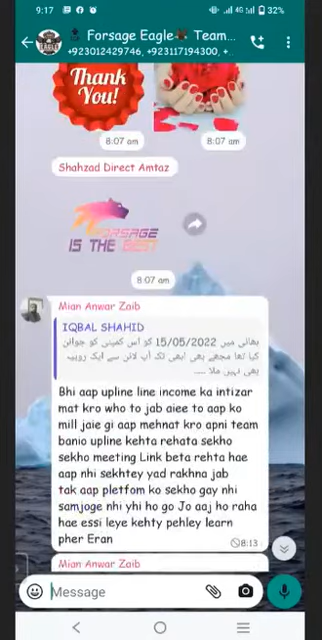 9:17
4G 4G 32%
Forsage Eagle Team...
+923012429746, +923117194300, +..
Thank
You!
8:07 am
8:07 am
Shahzad Direct Amtaz
FORSAGE
IS THE BEST
8:07 am
Mian Anwar Zaib
IQBAL SHAHID
بھائی میں 15/05/2022 کو اس کمپنی کو جوائن
کیا تھا مجھے بھی ابھی تک اپ لائن سے ایک روپیہ
بھی نہیں ملا .....
Bhi aap upline line income ka intizar
mat kro who to jab aiee to aap ko
mill jaie gi aap mehnat kro apni team
banio upline kehta rehata sekho
sekho meeting Link beta rehta hae
aap nhi sekhtey yad rakhna jab
tak aap pletfom ko sekho gay nhi
samjoge nhi yhi ho go Jo aaj ho raha
hae essi leye kehty pehley learn
pher Eran
8:13
Mian Anwar Zaib
Message